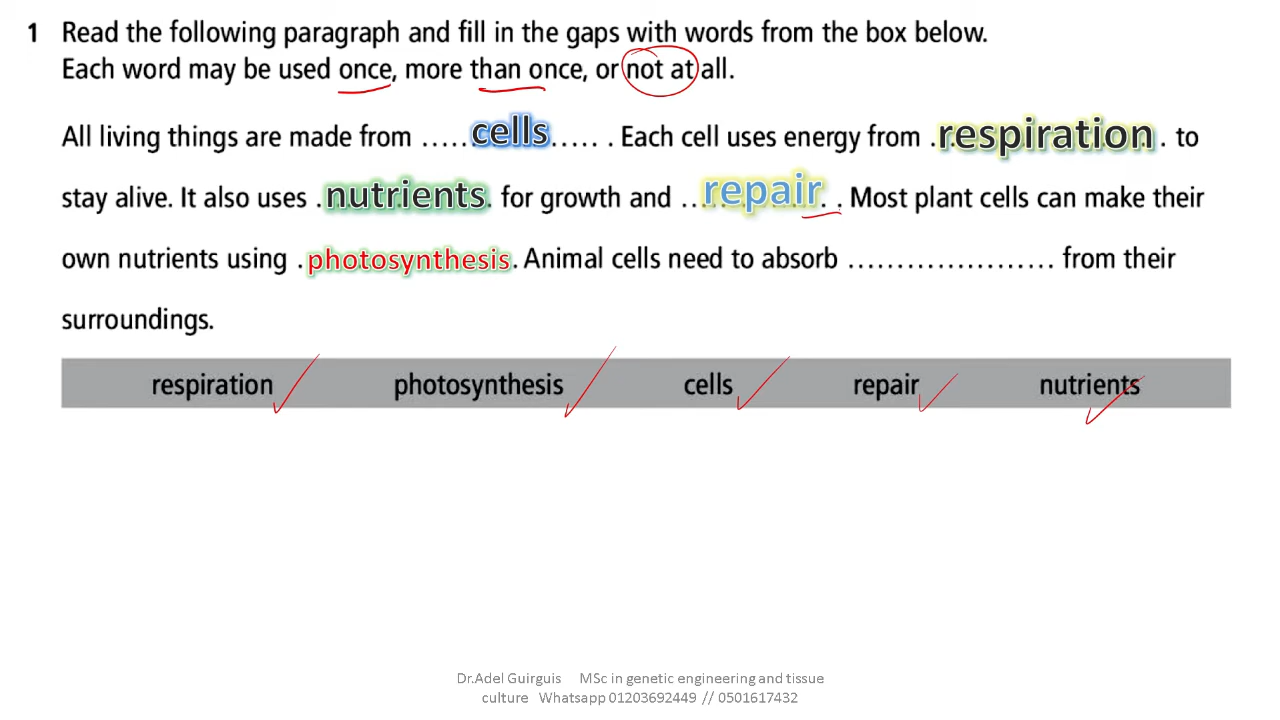 1 Read the following paragraph and fill in the gaps with words from the box below.
Each word may be used once, more than once, or not at all.
All living things are made from .....cells..... . Each cell uses energy from .respiration. to
stay alive. It also uses .nutrients. for growth and ..repair. . Most plant cells can make their
own nutrients using .photosynthesis. Animal cells need to absorb ..................... from their
surroundings.
respiration photosynthesis cells repair nutrients
Dr.Adel Guirguis MSc in genetic engineering and tissue
culture Whatsapp 01203692449 // 0501617432